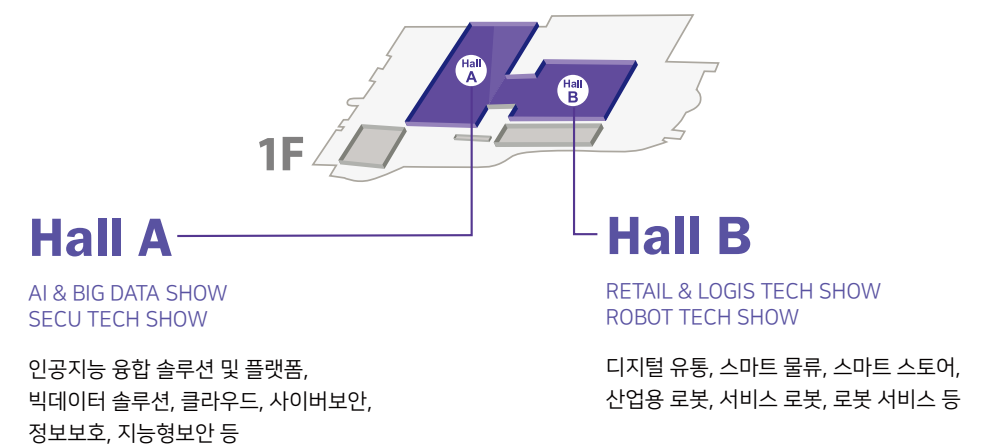 Hall
A
Hall
B
1F
Hall A
AI & BIG DATA SHOW
SECU TECH SHOW
인공지능 융합 솔루션 및 플랫폼,
빅데이터 솔루션, 클라우드, 사이버보안,
정보보호, 지능형보안 등
Hall B
RETAIL & LOGIS TECH SHOW
ROBOT TECH SHOW
디지털 유통, 스마트 물류, 스마트 스토어,
산업용 로봇, 서비스 로봇, 로봇 서비스 등